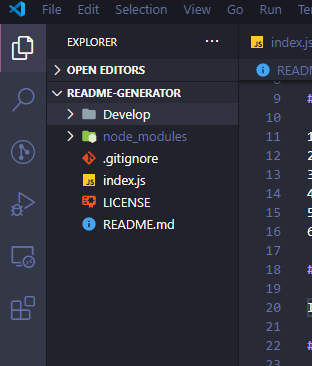 File Edit Selection View Go Run
EXPLORER ...
OPEN EDITORS
README-GENERATOR
Develop
node_modules
.gitignore
index.js
LICENSE
README.md
JS index.js
READM
8
9 #
10
11 1
12 2
13 3
14 4
15 5
16 6
17
18 #
19
20 I
21
22 #
23